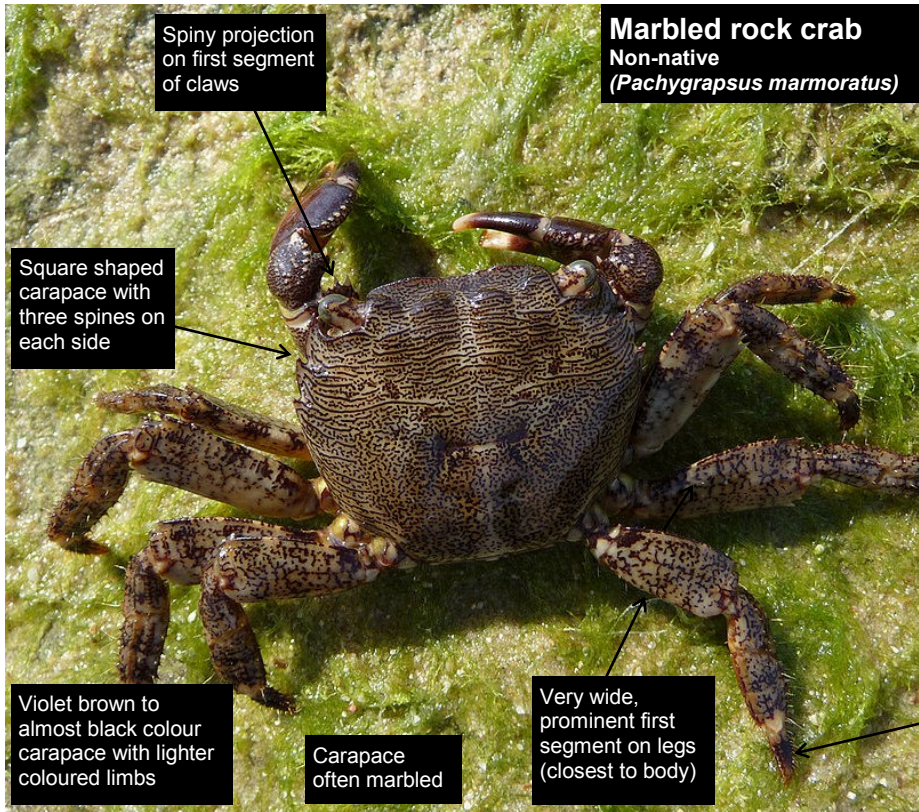 Spiny projection
on first segment
of claws
Marbled rock crab
Non-native
(Pachygrapsus marmoratus)
Square shaped
carapace with
three spines on
each side
Violet brown to
almost black colour
carapace with lighter
coloured limbs
Carapace
often marbled
Very wide,
prominent first
segment on legs
(closest to body)